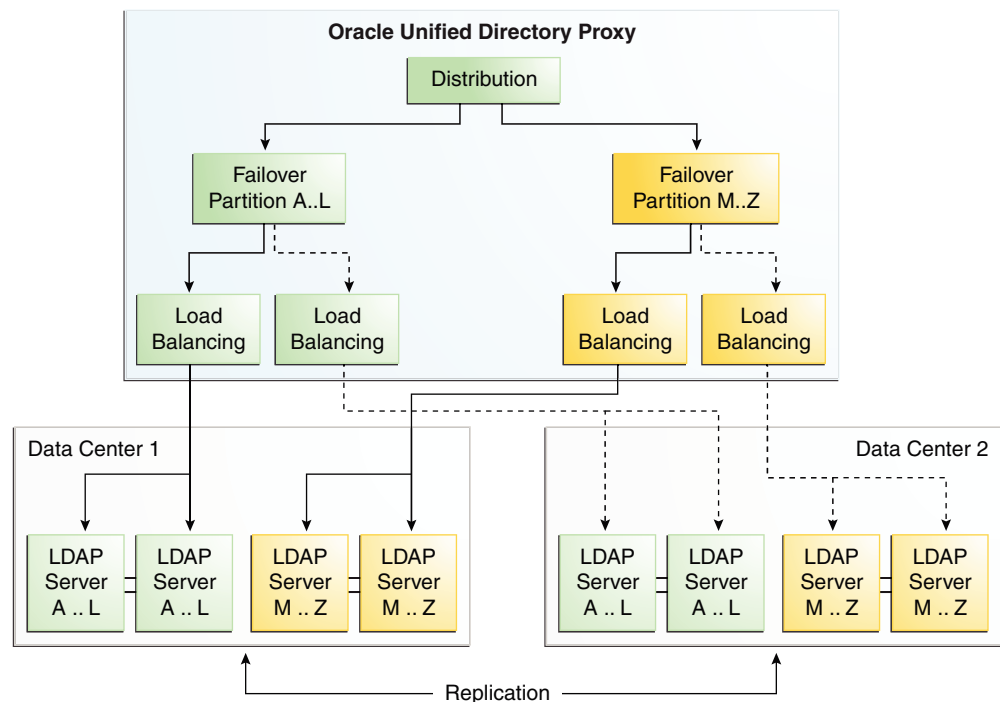 Oracle Unified Directory Proxy
Distribution
Failover
Partition A..L
Failover
Partition M..Z
Load
Balancing
Load
Balancing
Load
Balancing
Load
Balancing
Data Center 1
LDAP
Server
A .. L
LDAP
Server
A .. L
LDAP
Server
M .. Z
LDAP
Server
M .. Z
Data Center 2
LDAP
Server
A .. L
LDAP
Server
A .. L
LDAP
Server
M .. Z
LDAP
Server
M .. Z
Replication